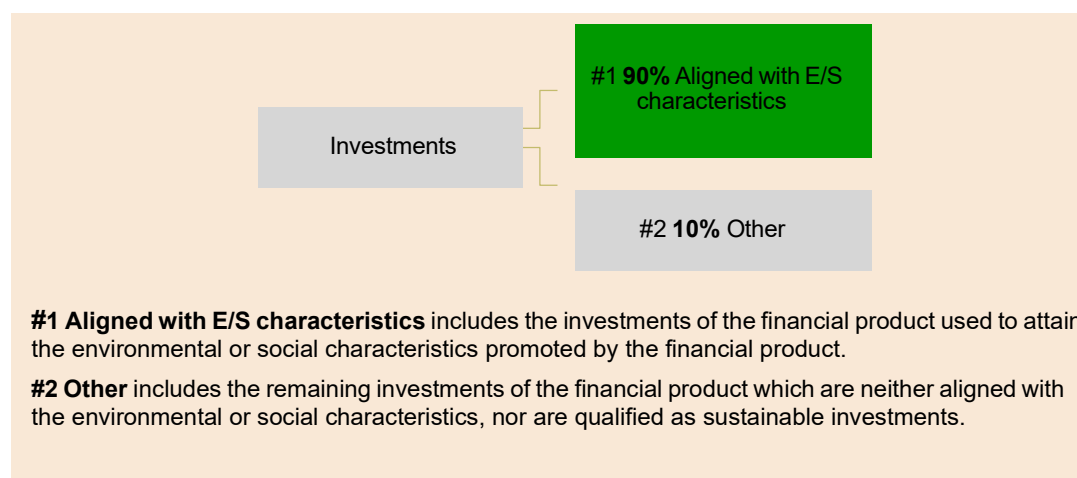 #1 90% Aligned with E/S
characteristics
Investments
#2 10% Other
#1 Aligned with E/S characteristics includes the investments of the financial product used to attain
the environmental or social characteristics promoted by the financial product.
#2 Other includes the remaining investments of the financial product which are neither aligned with
the environmental or social characteristics, nor are qualified as sustainable investments.